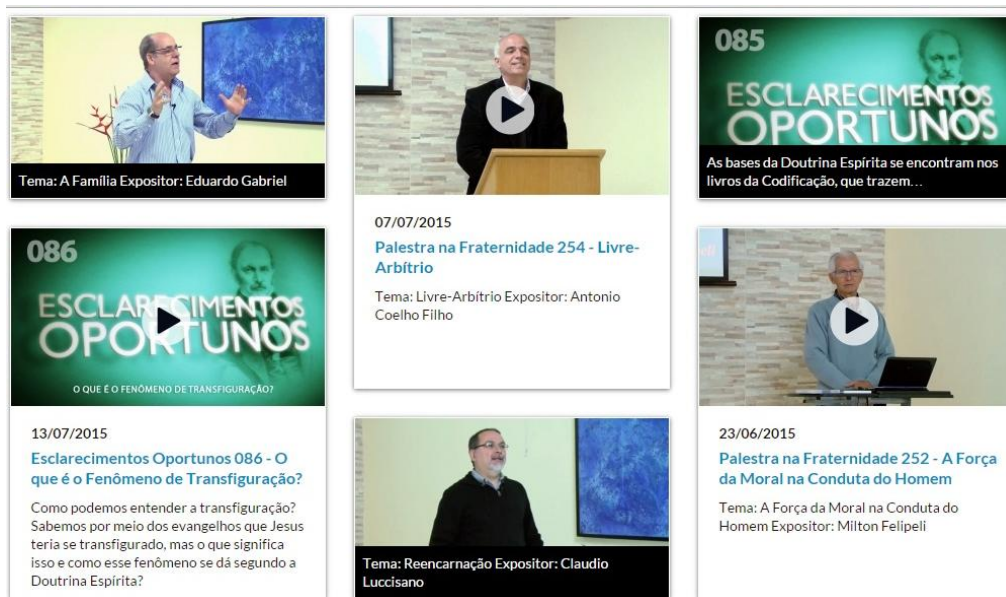 Tema: A Família Expositor: Eduardo Gabriel
086
ESCLARECIMENTOS
OPORTUNOS
O QUE É O FENÔMENO DE TRANSFIGURAÇÃO?
13/07/2015
Esclarecimentos Oportunos 086 - O
que é o Fenômeno de Transfiguração?
Como podemos entender a transfiguração?
Sabemos por meio dos evangelhos que Jesus
teria se transfigurado, mas o que significa
isso e como esse fenômeno se dá segundo a
Doutrina Espírita?
07/07/2015
Palestra na Fraternidade 254 - Livre-
Arbítrio
Tema: Livre-Arbítrio Expositor: Antonio
Coelho Filho
Tema: Reencarnação Expositor: Claudio
Luccisano
085
ESCLARECIMENTOS
OPORTUNOS
As bases da Doutrina Espírita se encontram nos
livros da Codificação, que trazem…
23/06/2015
Palestra na Fraternidade 252 - A Força
da Moral na Conduta do Homem
Tema: A Força da Moral na Conduta do
Homem Expositor: Milton Felipeli